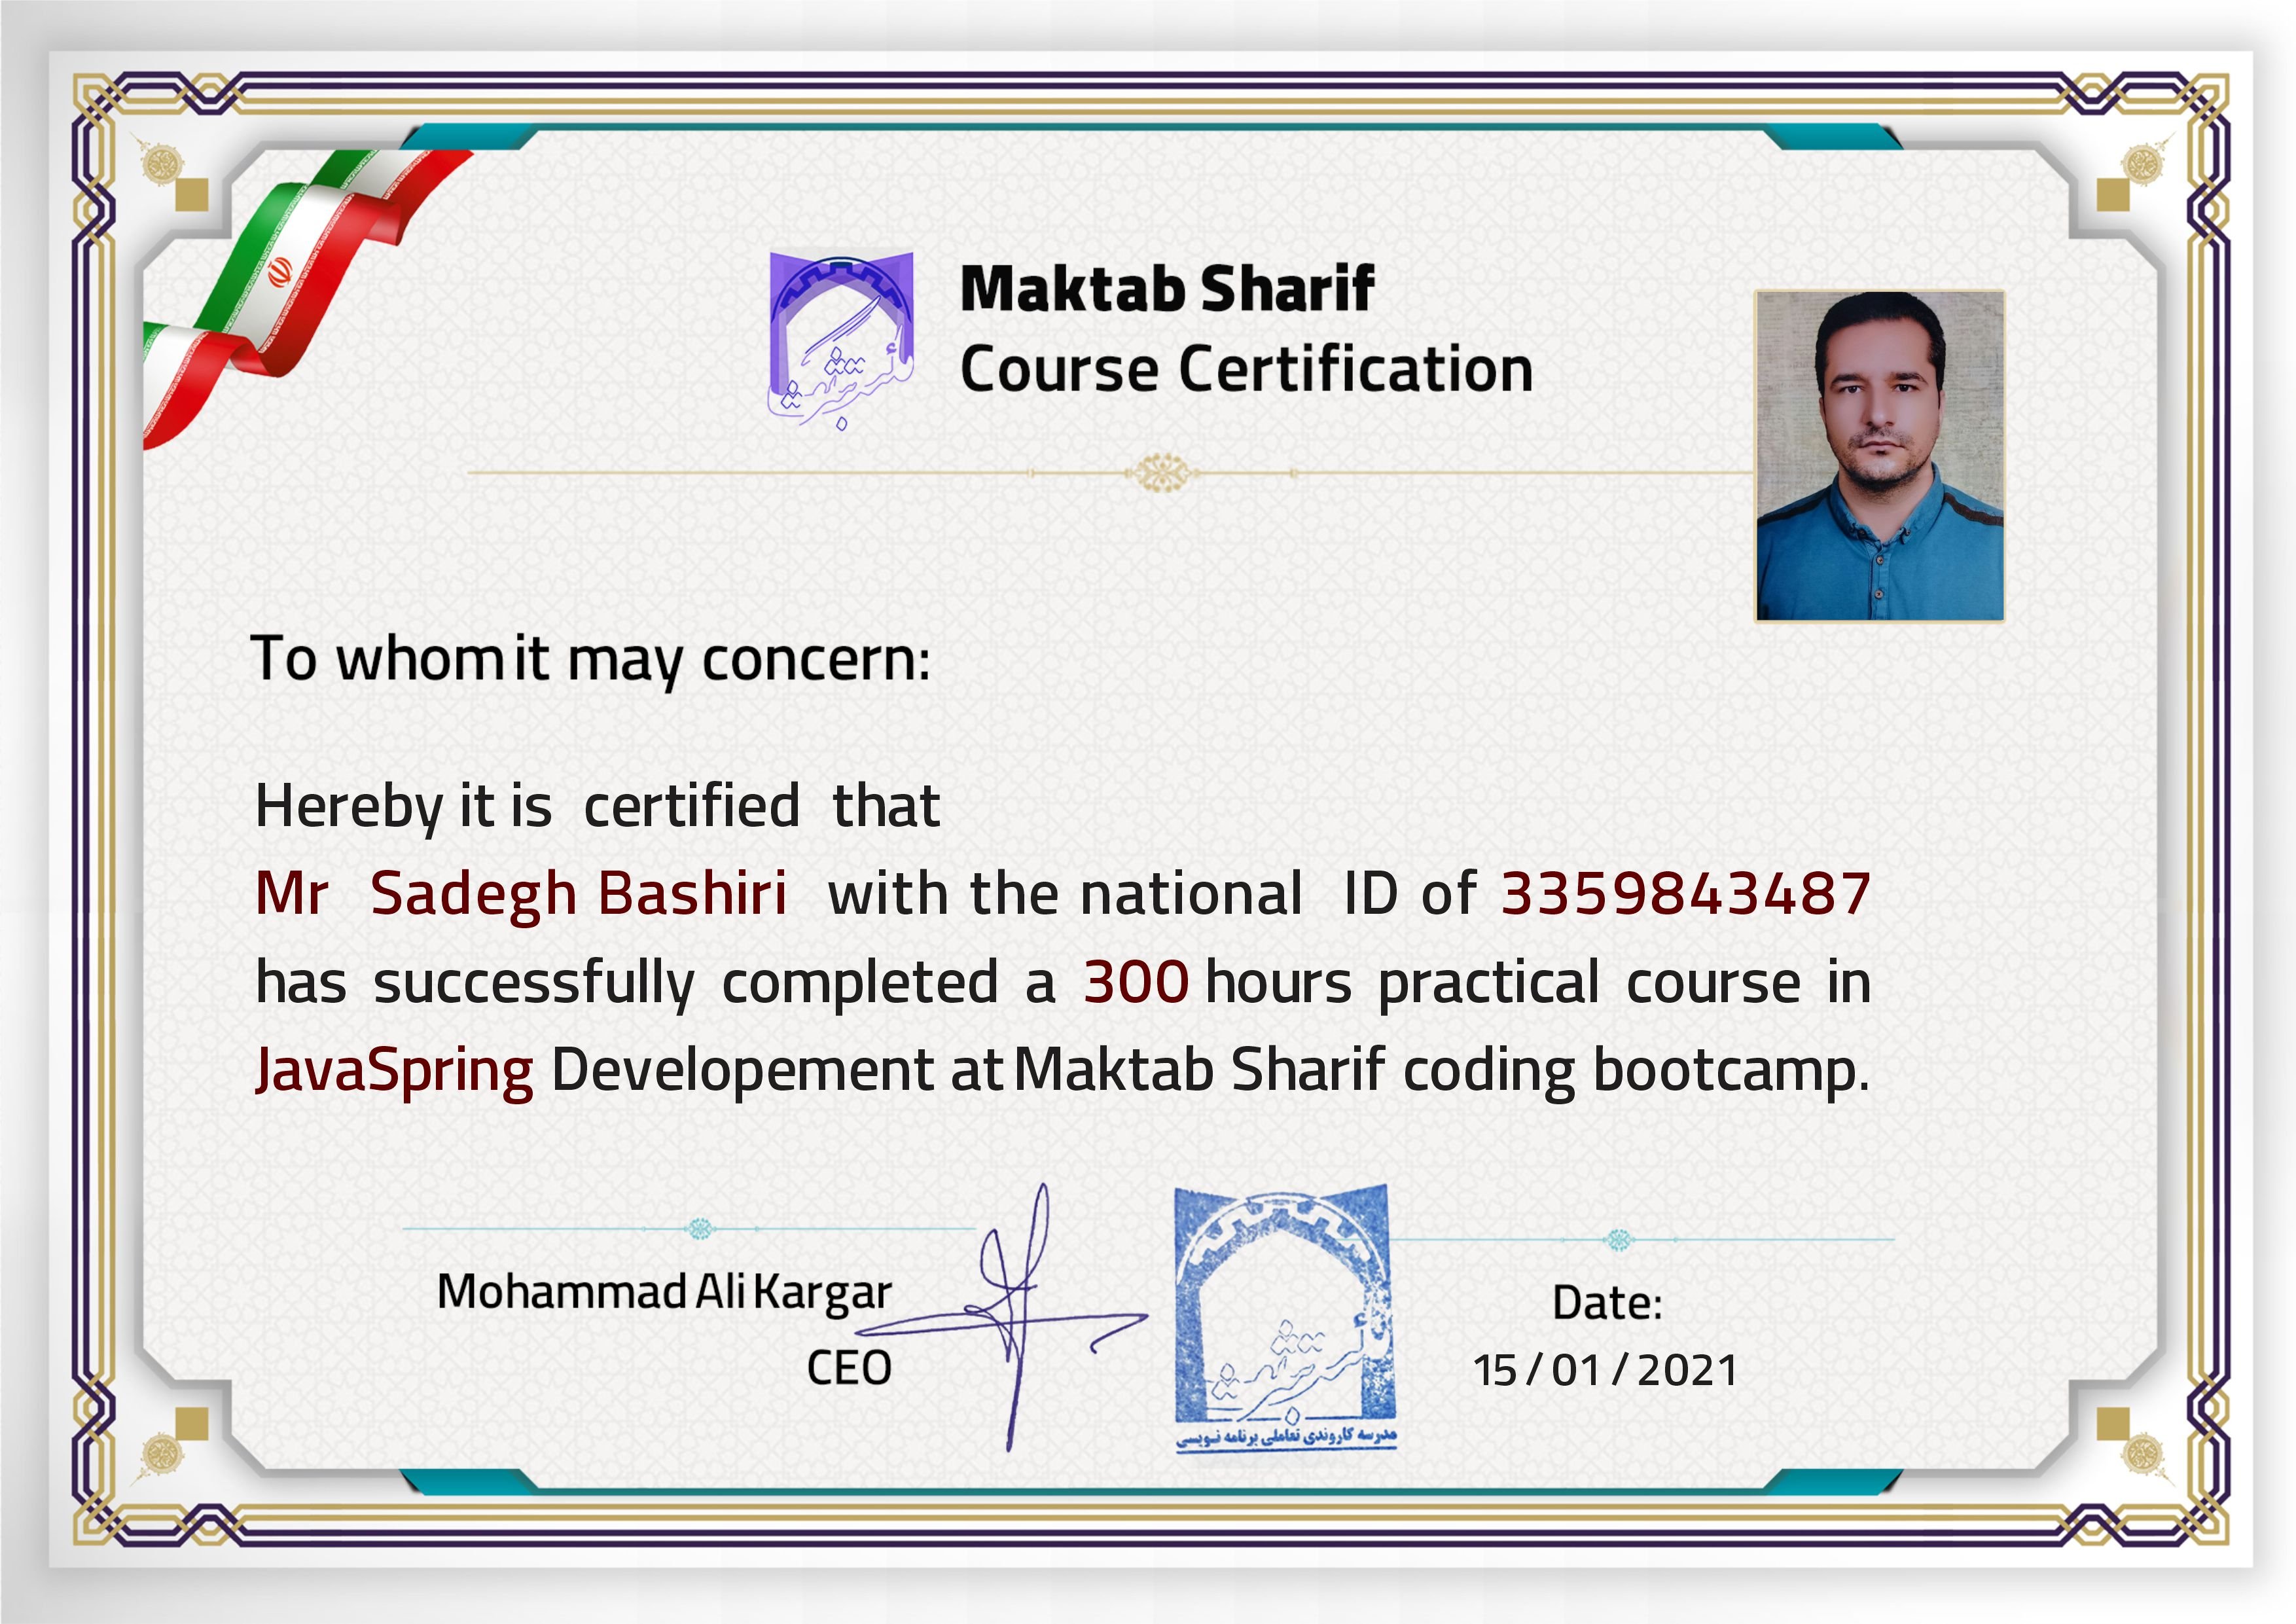 Maktab Sharif
Course Certification
To whom it may concern:
Hereby it is certified that
Mr Sadegh Bashiri with the national ID of 3359843487
has successfully completed a 300 hours practical course in
JavaSpring Developement at Maktab Sharif coding bootcamp.
Mohammad Ali Kargar
CEO
مدرسه کاروندی تعاملی برنامه نویسی
Date:
15/01/2021